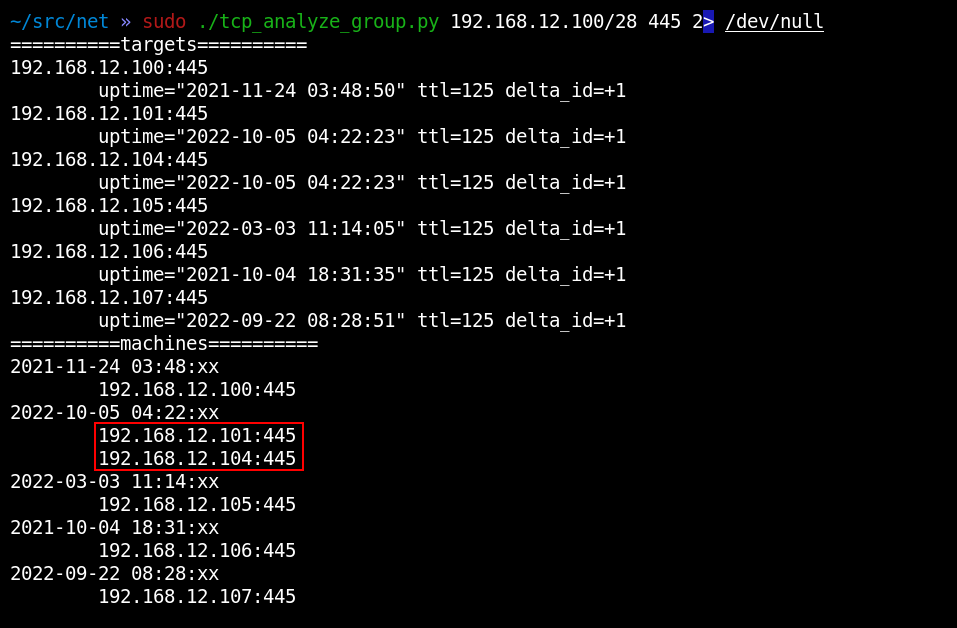 ~/src/net » sudo ./tcp_analyze_group.py 192.168.12.100/28 445 2> /dev/null
==========targets==========
192.168.12.100:445
        uptime="2021-11-24 03:48:50" ttl=125 delta_id=+1
192.168.12.101:445
        uptime="2022-10-05 04:22:23" ttl=125 delta_id=+1
192.168.12.104:445
        uptime="2022-10-05 04:22:23" ttl=125 delta_id=+1
192.168.12.105:445
        uptime="2022-03-03 11:14:05" ttl=125 delta_id=+1
192.168.12.106:445
        uptime="2021-10-04 18:31:35" ttl=125 delta_id=+1
192.168.12.107:445
        uptime="2022-09-22 08:28:51" ttl=125 delta_id=+1
==========machines==========
2021-11-24 03:48:xx
        192.168.12.100:445
2022-10-05 04:22:xx
        192.168.12.101:445
        192.168.12.104:445
2022-03-03 11:14:xx
        192.168.12.105:445
2021-10-04 18:31:xx
        192.168.12.106:445
2022-09-22 08:28:xx
        192.168.12.107:445